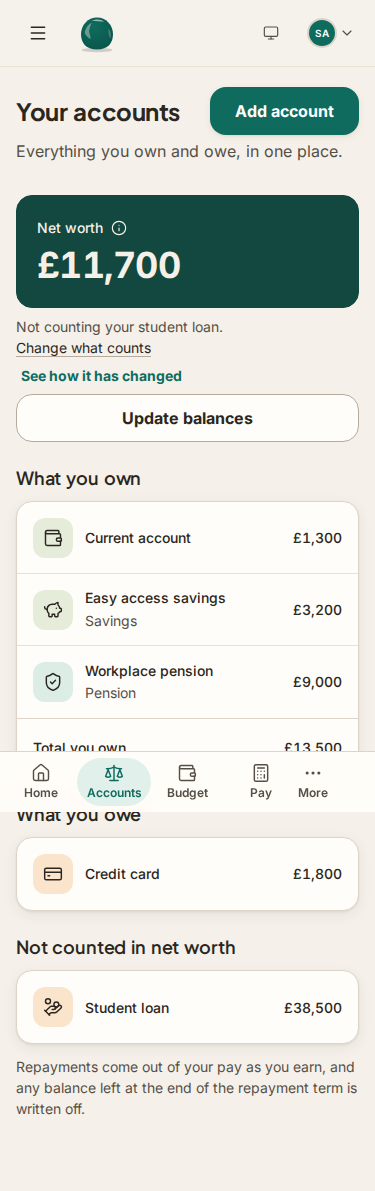 SA
Your accounts
Add account
Everything you own and owe, in one place.
Net worth
£11,700
Not counting your student loan.
Change what counts
See how it has changed
Update balances
What you own
Current account £1,300
Easy access savings
Savings
£3,200
Workplace pension
Pension
£9,000
Total you own £13,500
Home Accounts Budget Pay More
What you owe
Credit card £1,800
Not counted in net worth
Student loan £38,500
Repayments come out of your pay as you earn, and
any balance left at the end of the repayment term is
written off.